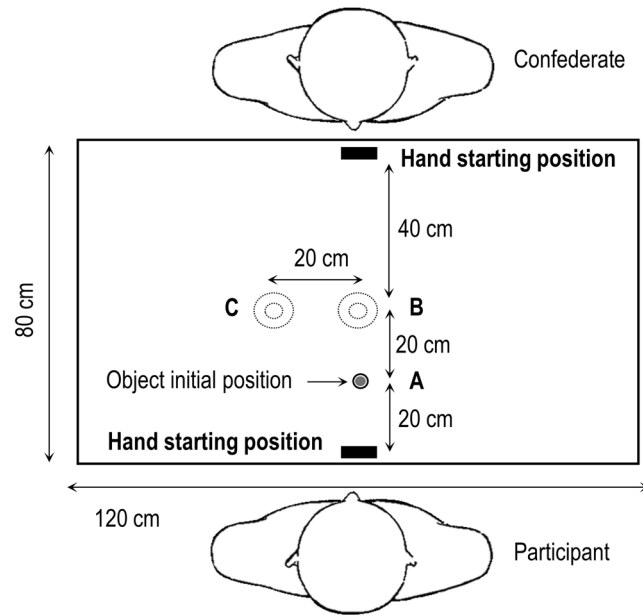 Confederate
Hand starting position
40 cm
20 cm
C
B
80 cm
20 cm
Object initial position
A
20 cm
Hand starting position
120 cm
Participant